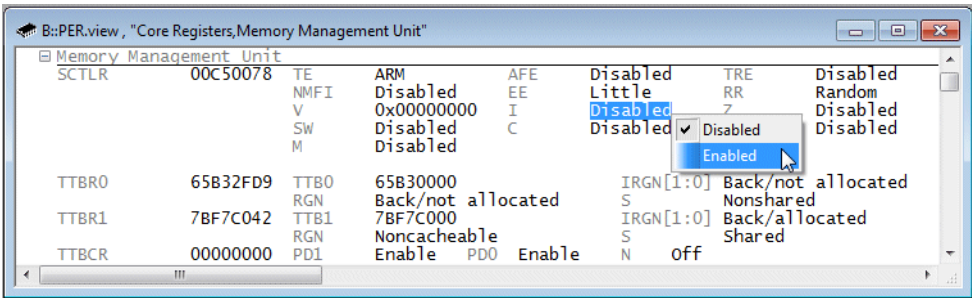 B::PER.view , "Core Registers,Memory Management Unit"
Memory Management Unit
SCTLR 00C50078 TE ARM AFE Disabled TRE Disabled
NMFI Disabled EE Little RR Random
V 0x00000000 I Disabled Z Disabled
SW Disabled C Disabled Disabled
M Disabled
Disabled
Enabled
TTBR0 65B32FD9 TTB0 65B30000 IRGN[1:0] Back/not allocated
RGN Back/not allocated S Nonshared
TTBR1 7BF7C042 TTB1 7BF7C000 IRGN[1:0] Back/allocated
RGN Noncacheable S Shared
TTBCR 00000000 PD1 Enable PD0 Enable N Off